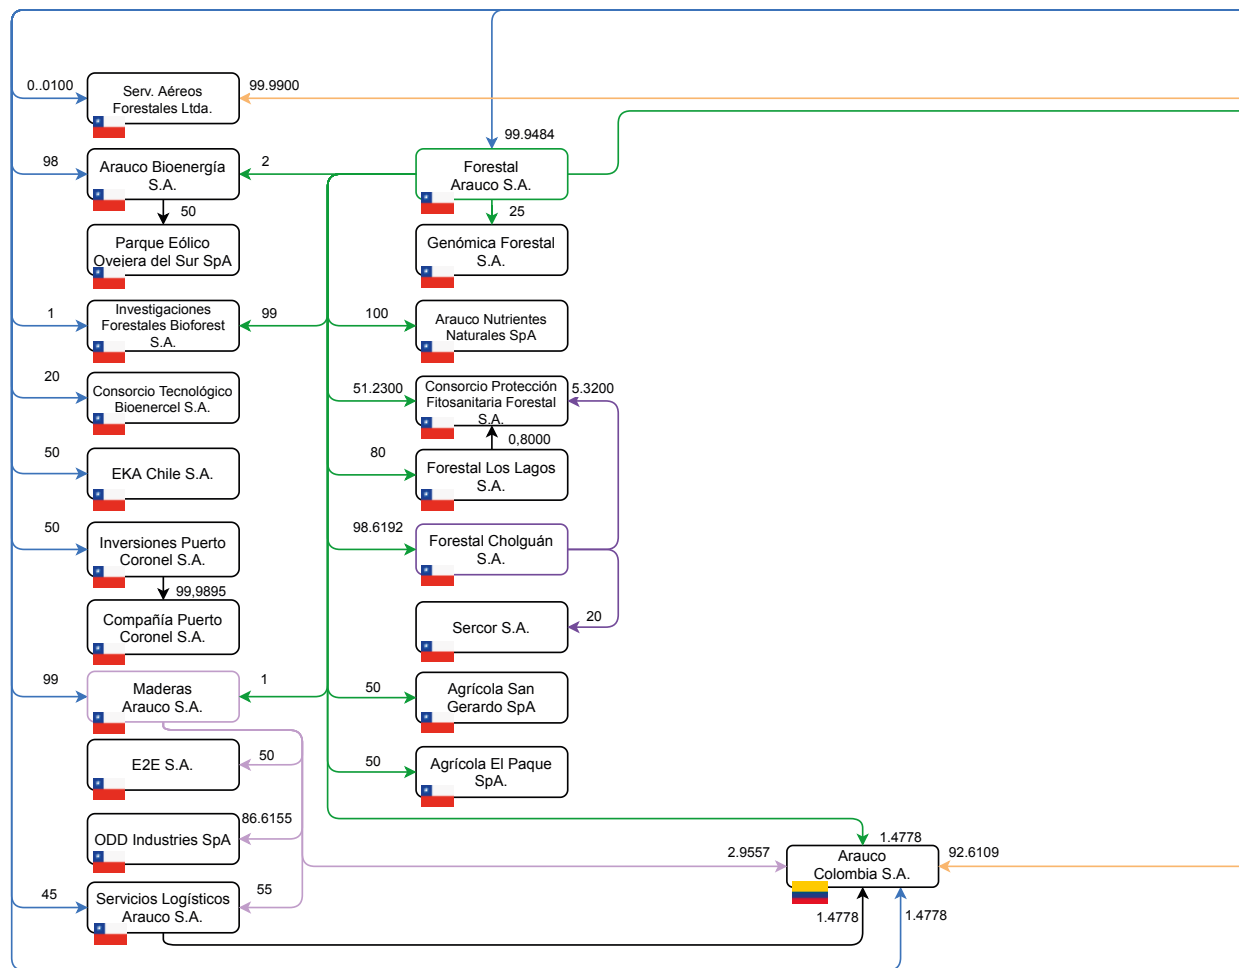 0..0100
Serv. Aéreos
Forestales Ltda.
99.9900
99.9484
98
Arauco Bioenergía
S.A.
2
Forestal
Arauco S.A.
50
25
Parque Eólico
Ovejera del Sur SpA
Genómica Forestal
S.A.
1
Investigaciones
Forestales Bioforest
S.A.
99
100
Arauco Nutrientes
Naturales SpA
20
Consorcio Tecnológico
Bioenercel S.A.
51.2300
Consorcio Protección
Fitosanitaria Forestal
S.A.
5.3200
0,8000
50
EKA Chile S.A.
80
Forestal Los Lagos
S.A.
50
Inversiones Puerto
Coronel S.A.
98.6192
Forestal Cholguán
S.A.
99,9895
Compañía Puerto
Coronel S.A.
Sercor S.A.
20
99
Maderas
Arauco S.A.
1
50
Agrícola San
Gerardo SpA
E2E S.A.
50
50
Agrícola El Paque
SpA.
ODD Industries SpA
86.6155
1.4778
2.9557
Arauco
Colombia S.A.
92.6109
45
Servicios Logísticos
Arauco S.A.
55
1.4778
1.4778